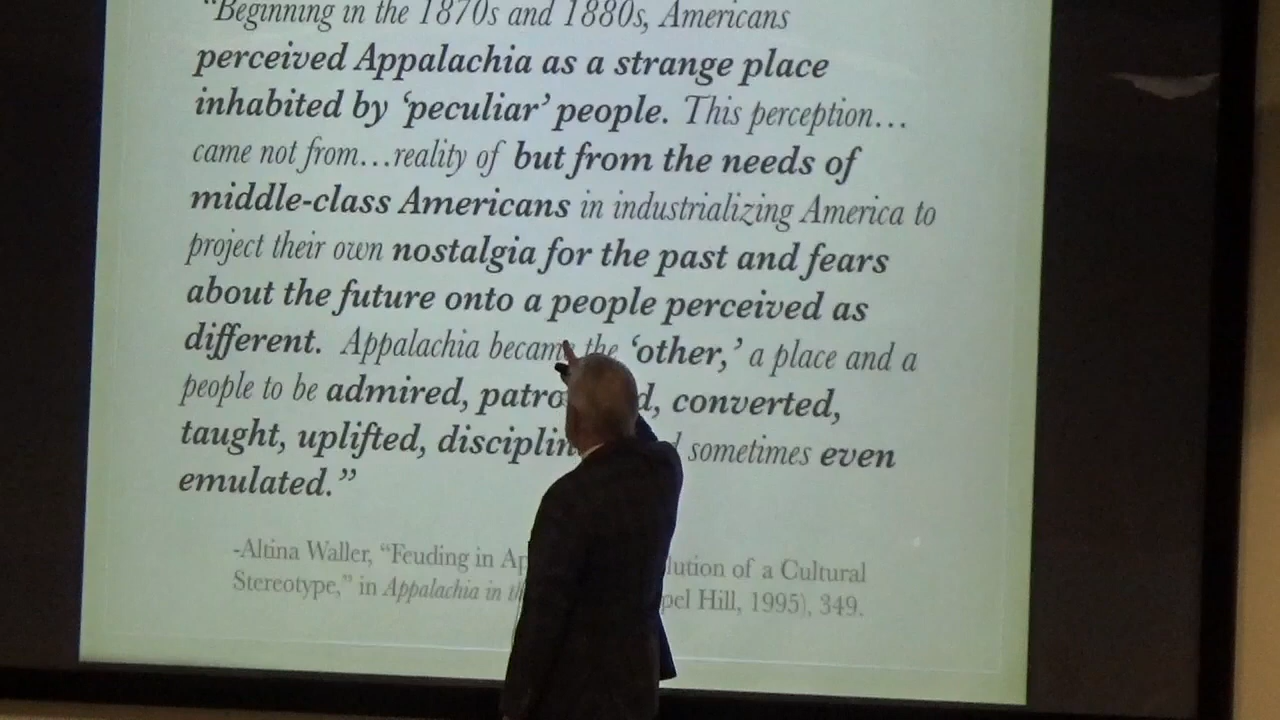 “Beginning in the 1870s and 1880s, Americans
perceived Appalachia as a strange place
inhabited by ‘peculiar’ people. This perception…
came not from…reality of but from the needs of
middle-class Americans in industrializing America to
project their own nostalgia for the past and fears
about the future onto a people perceived as
different. Appalachia became the ‘other,’ a place and a
people to be admired, converted,
taught, uplifted, sometimes even
emulated.”
-Altina Waller, “Feuding in of a Cultural
Stereotype,” in Appalachia in Hill, 1995), 349.